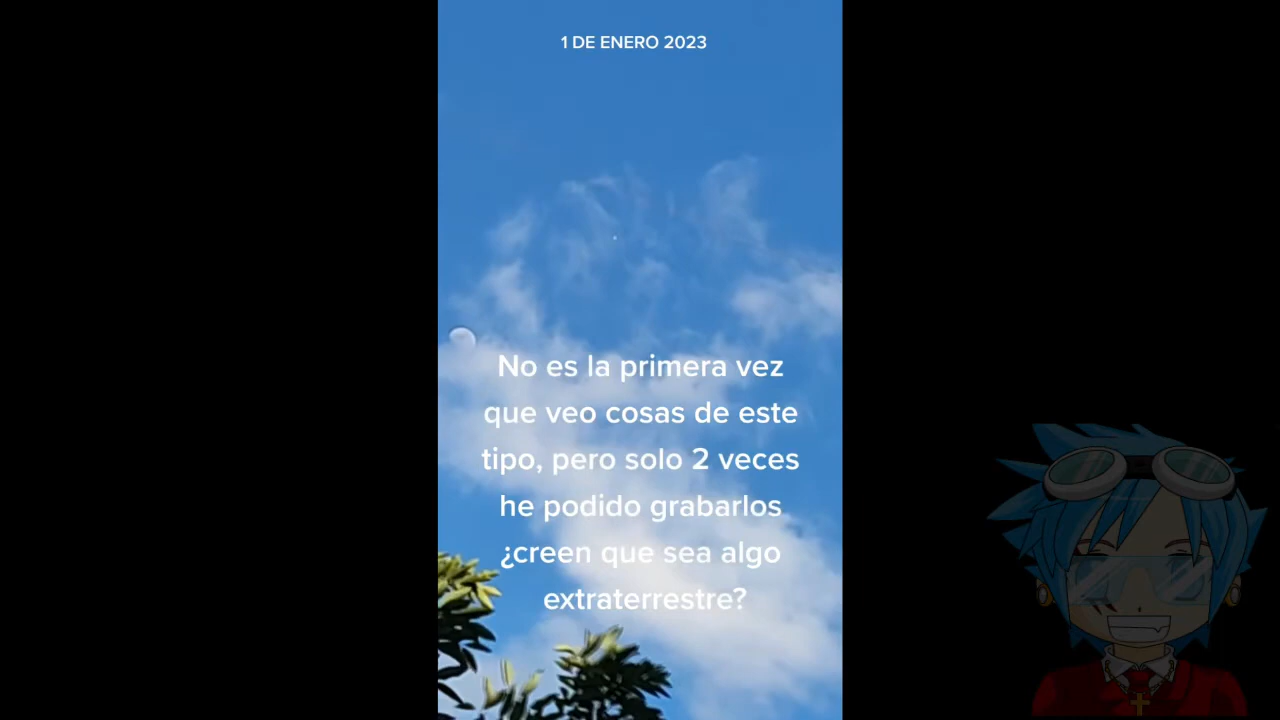 1 DE ENERO 2023
No es la primera vez
que veo cosas de este
tipo, pero solo 2 veces
he podido grabarlos
¿creen que sea algo
extraterrestre?